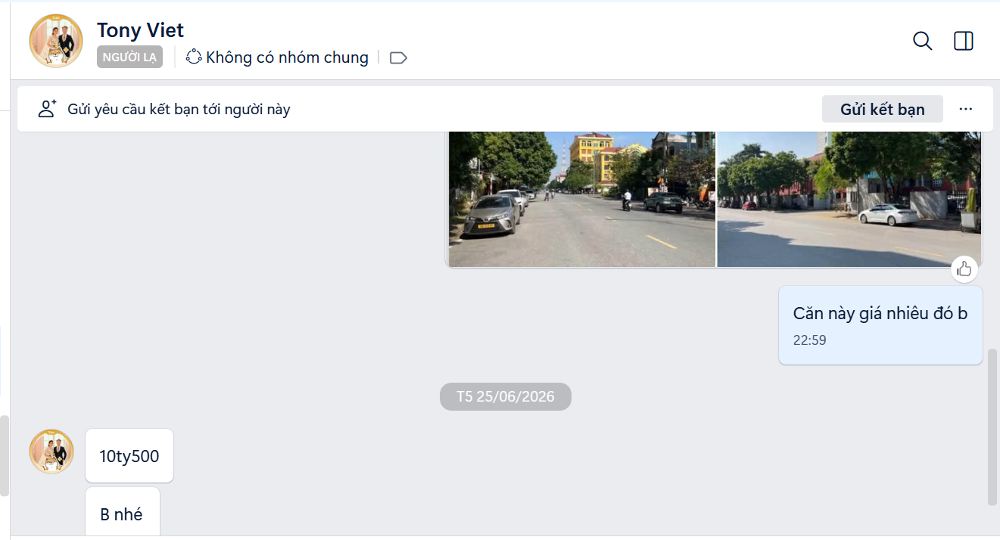 Tony Viet
NGƯỜI LẠ
Không có nhóm chung
Gửi yêu cầu kết bạn tới người này
Gửi kết bạn
Căn này giá nhiêu đó b
22:59
T5 25/06/2026
10ty500
B nhé